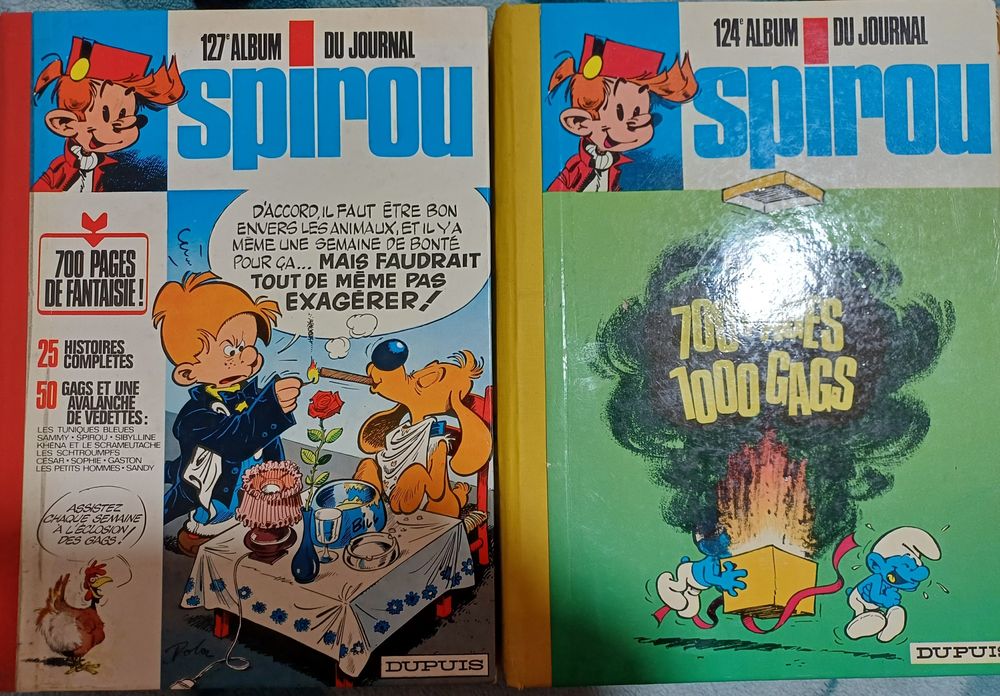 127e ALBUM DU JOURNAL
spirou
700 PAGES
DE FANTAISIE!
25 HISTOIRES
COMPLETES
50 GAGS ET UNE
AVALANCHE
DE VEDETTES:
LES TUNIQUES BLEUES
SAMMY • SPIROU • SIBYLLINE
KHENA ET LE SCRAMEUTACHE
LES SCHTROUMPFS
CÉSAR • SOPHIE • GASTON
LES PETITS HOMMES • SANDY
ASSISTEZ
CHAQUE SEMAINE
À L'ÉCLOSION
DES GAGS!
D'ACCORD, IL FAUT ÊTRE BON
ENVERS LES ANIMAUX, ET IL Y A
MÊME UNE SEMAINE DE BONTÉ
POUR ÇA... MAIS FAUDRAIT
TOUT DE MÊME PAS
EXAGÉRER!
BILL
DUPUIS
124e ALBUM DU JOURNAL
spirou
1000 GAGS
DUPUIS